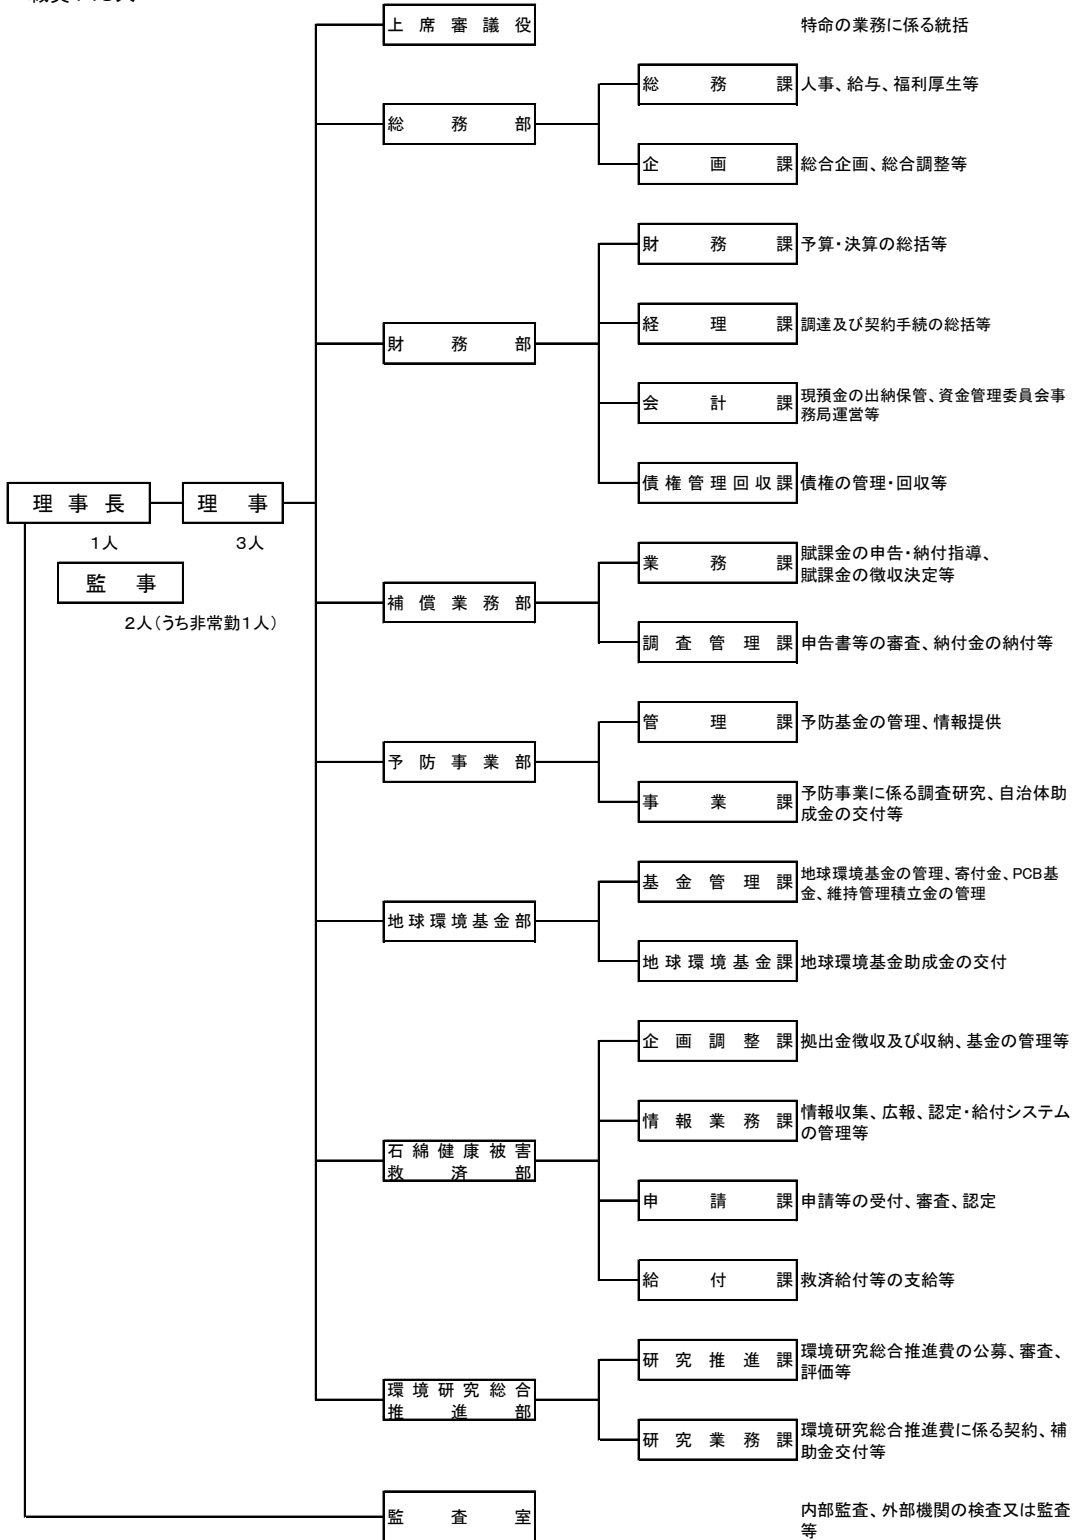 上席審議役
特命の業務に係る統括
総務部
総務課
人事、給与、福利厚生等
企画課
総合企画、総合調整等
財務部
財務課
予算・決算の総括等
経理課
調達及び契約手続の総括等
会計課
現預金の出納保管、資金管理委員会事
務局運営等
債権管理回収課
債権の管理・回収等
理事長
1人
理事
3人
監事
2人(うち非常勤1人)
補償業務部
業務課
賦課金の申告・納付指導、
賦課金の徴収決定等
調査管理課
申告書等の審査、納付金の納付等
予防事業部
管理課
予防基金の管理、情報提供
事業課
予防事業に係る調査研究、自治体助
成金の交付等
地球環境基金部
基金管理課
地球環境基金の管理、寄付金、PCB基
金、維持管理積立金の管理
地球環境基金課
地球環境基金助成金の交付
石綿健康被害
救済部
企画調整課
拠出金徴収及び収納、基金の管理等
情報業務課
情報収集、広報、認定・給付システム
の管理等
申請課
申請等の受付、審査、認定
給付課
救済給付等の支給等
環境研究総合
推進部
研究推進課
環境研究総合推進費の公募、審査、
評価等
研究業務課
環境研究総合推進費に係る契約、補
助金交付等
監査室
内部監査、外部機関の検査又は監査
等